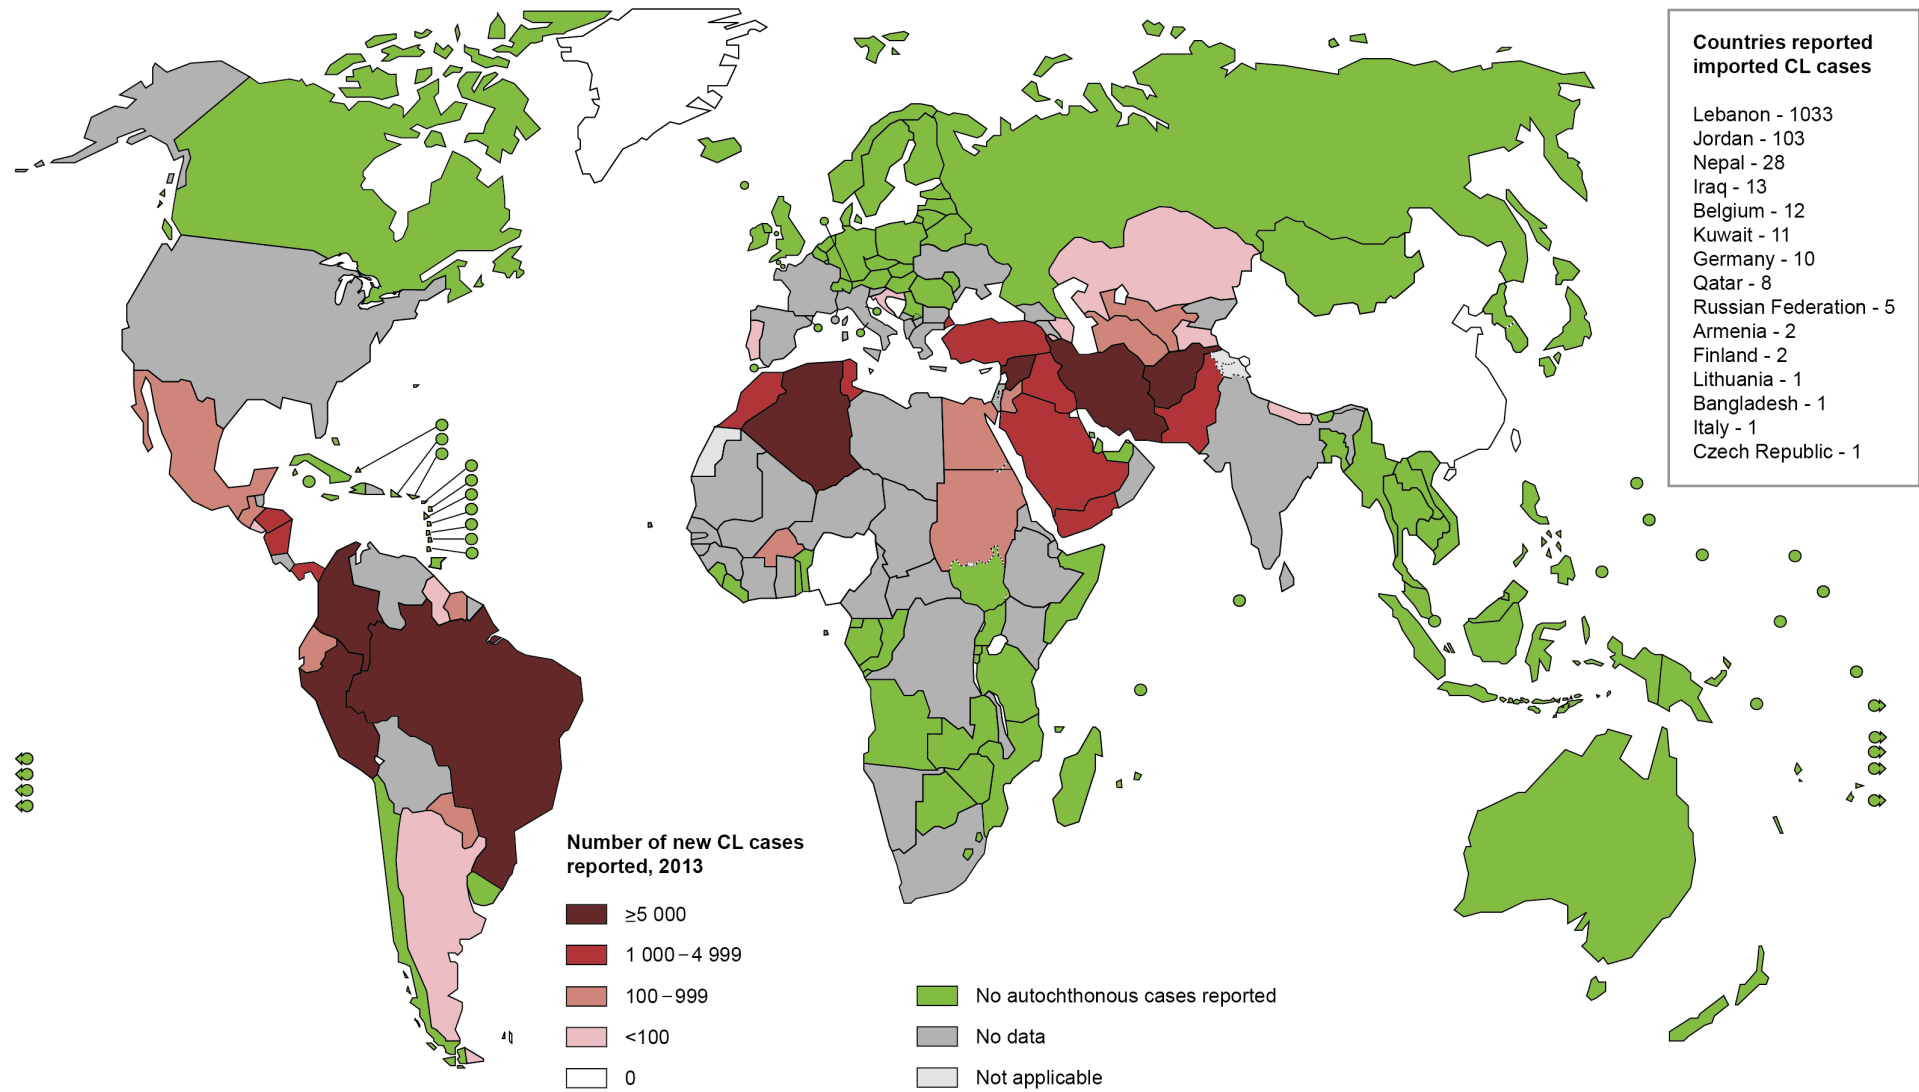 Countries reported
imported CL cases
Lebanon - 1033
Jordan - 103
Nepal - 28
Iraq - 13
Belgium - 12
Kuwait - 11
Germany - 10
Qatar - 8
Russian Federation - 5
Armenia - 2
Finland - 2
Lithuania - 1
Bangladesh - 1
Italy - 1
Czech Republic - 1
Number of new CL cases
reported, 2013
≥5 000
1 000 – 4 999
100 – 999
<100
0
No autochthonous cases reported
No data
Not applicable